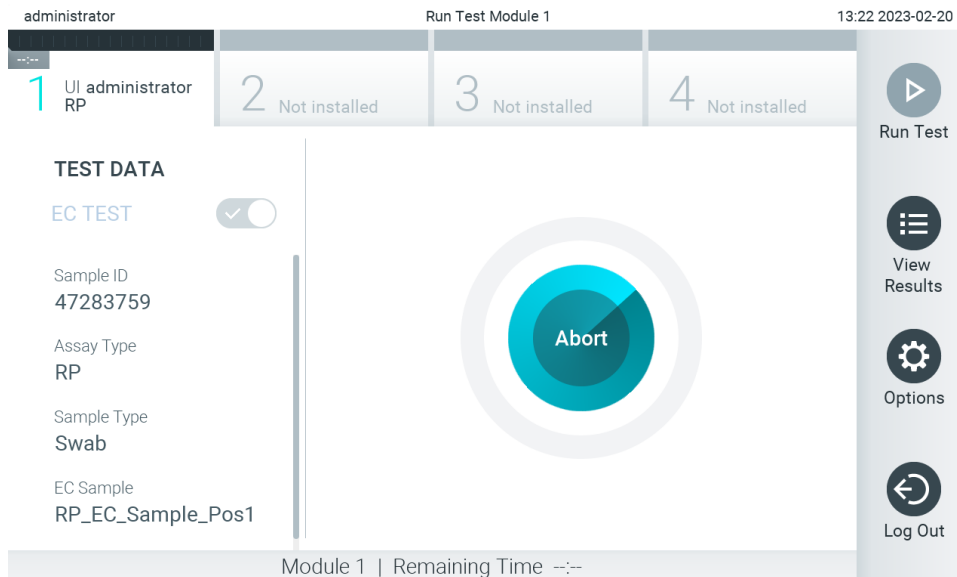 administrator
Run Test Module 1
13:22 2023-02-20
--:--
1 UI administrator
RP
2 Not installed
3 Not installed
4 Not installed
Run Test
TEST DATA
EC TEST
Sample ID
47283759
Assay Type
RP
Sample Type
Swab
EC Sample
RP_EC_Sample_Pos1
Abort
View
Results
Options
Log Out
Module 1 | Remaining Time --:--